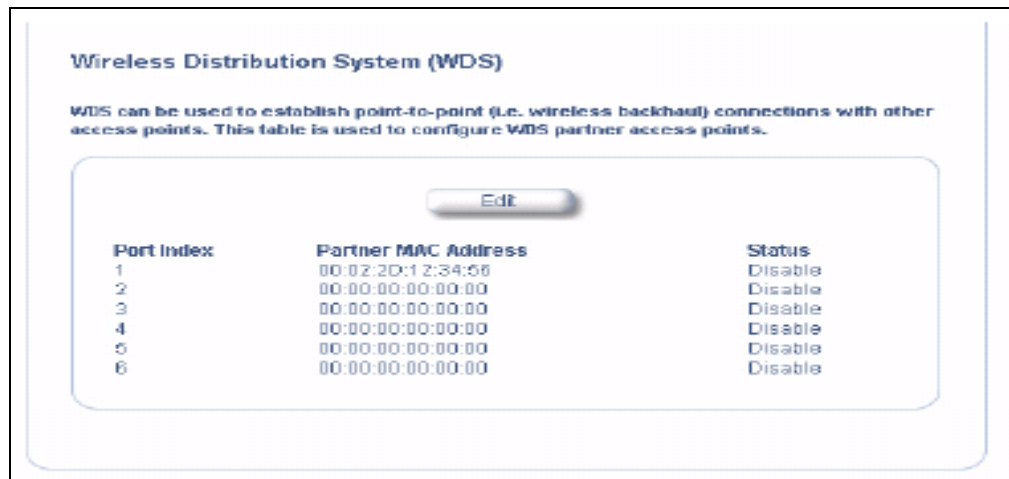 Wireless Distribution System (WDS)
WDS can be used to establish point-to-point (i.e. wireless backhaul) connections with other
access points. This table is used to configure WDS partner access points.
Edit
Port Index Partner MAC Address Status
1 00:02:2D:12:34:56 Disable
2 00:00:00:00:00:00 Disable
3 00:00:00:00:00:00 Disable
4 00:00:00:00:00:00 Disable
5 00:00:00:00:00:00 Disable
6 00:00:00:00:00:00 Disable